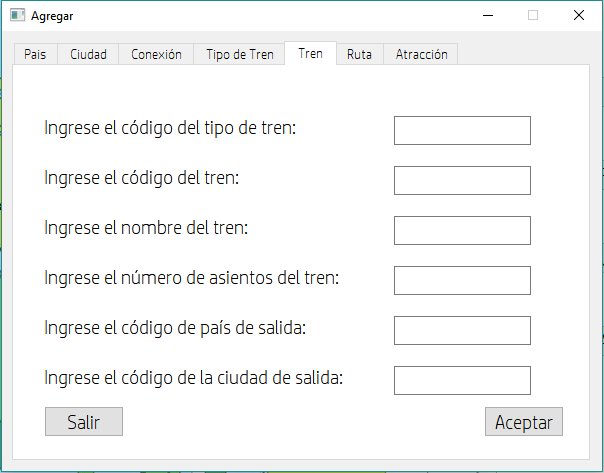 Agregar
Pais Ciudad Conexión Tipo de Tren Tren Ruta Atracción
Ingrese el código del tipo de tren:
Ingrese el código del tren:
Ingrese el nombre del tren:
Ingrese el número de asientos del tren:
Ingrese el código de país de salida:
Ingrese el código de la ciudad de salida:
Salir Aceptar